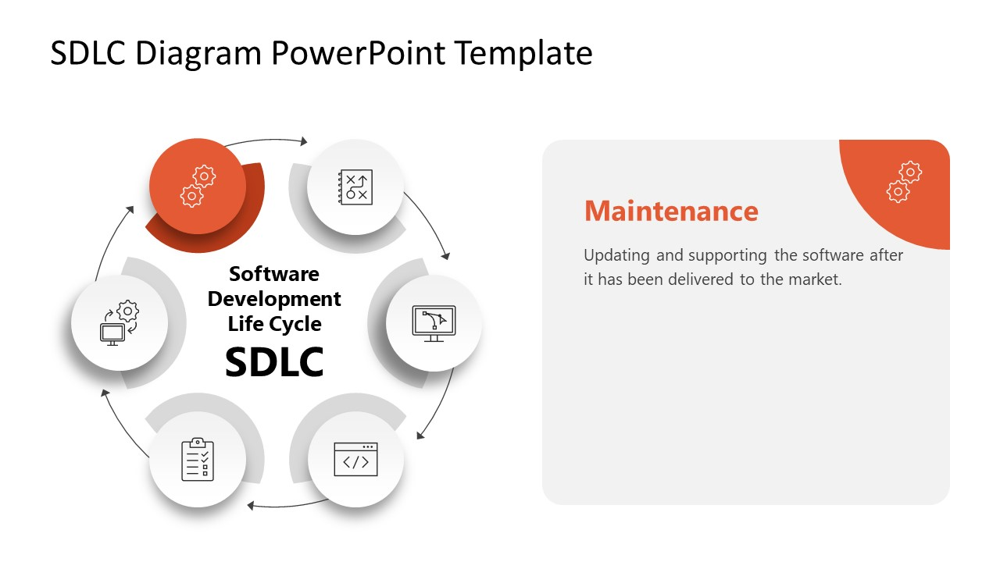 SDLC Diagram PowerPoint Template
Software
Development
Life Cycle
SDLC
Maintenance
Updating and supporting the software after
it has been delivered to the market.